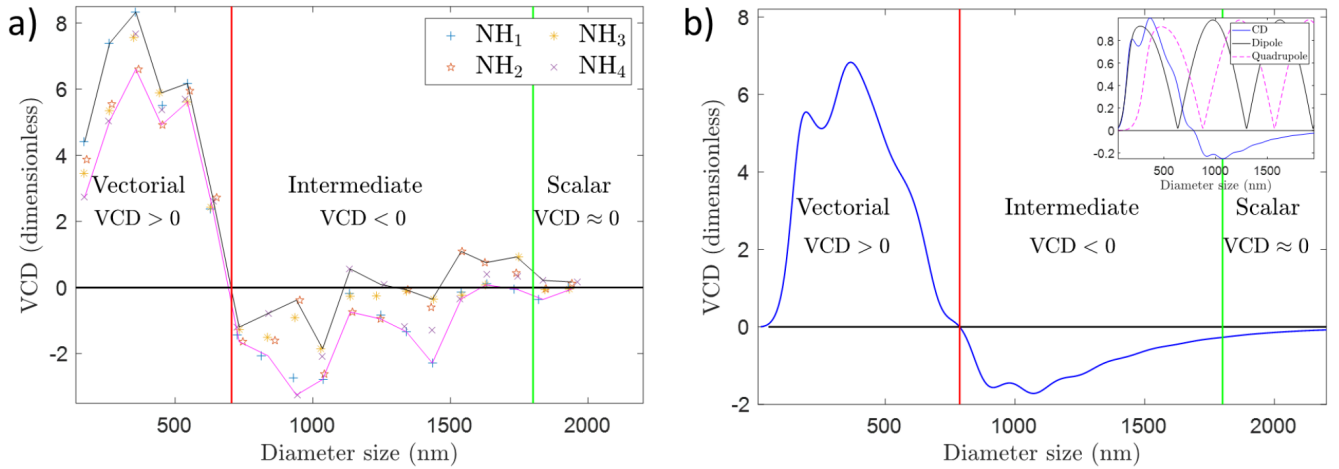 a)
VCD (dimensionless)
8
6
4
2
0
-2
NH1
NH2
NH3
NH4
Vectorial
VCD > 0
Intermediate
VCD < 0
Scalar
VCD ≈ 0
500
1000
1500
2000
Diameter size (nm)
b)
VCD (dimensionless)
8
6
4
2
0
-2
Vectorial
VCD > 0
Intermediate
VCD < 0
Scalar
VCD ≈ 0
500
1000
1500
2000
Diameter size (nm)
0.8
0.6
0.4
0.2
0
-0.2
CD
Dipole
Quadrupole
500
1000
1500
Diameter size (nm)